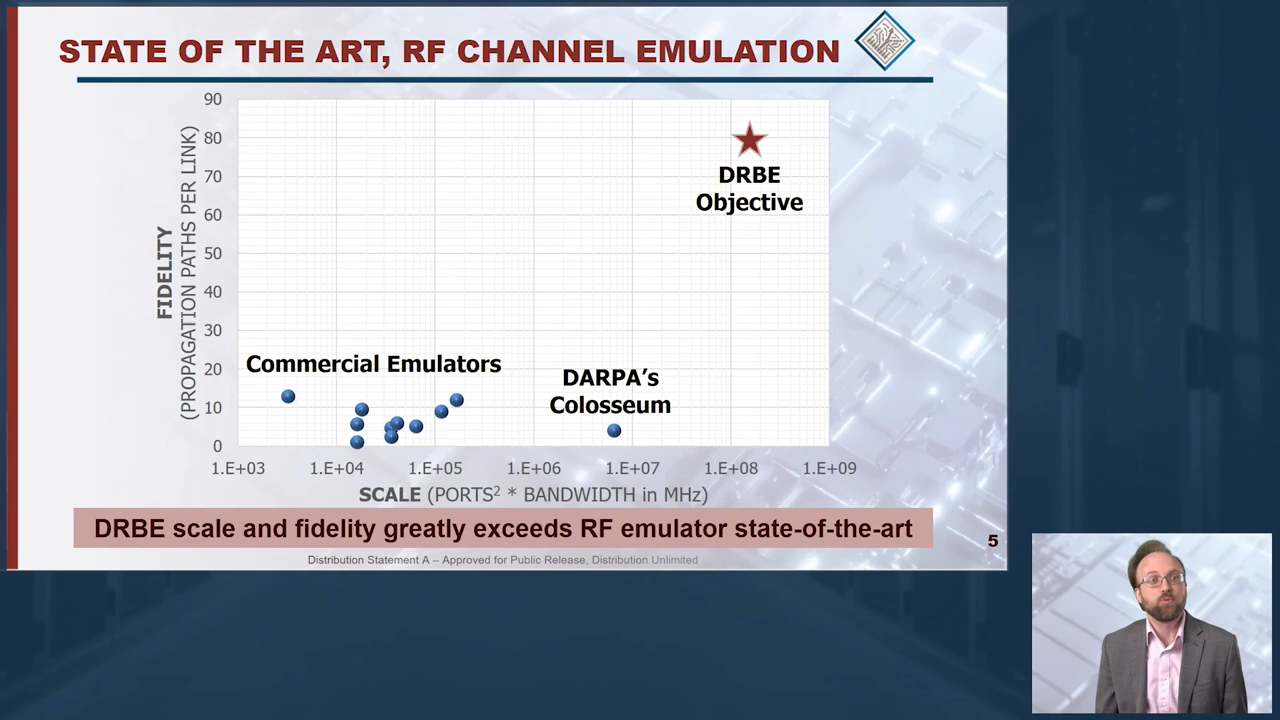 STATE OF THE ART, RF CHANNEL EMULATION
90
80
70
60
50
40
30
20
10
0
FIDELITY
(PROPAGATION PATHS PER LINK)
DRBE
Objective
Commercial Emulators
DARPA’s
Colosseum
1.E+03 1.E+04 1.E+05 1.E+06 1.E+07 1.E+08 1.E+09
SCALE (PORTS² * BANDWIDTH in MHz)
DRBE scale and fidelity greatly exceeds RF emulator state-of-the-art
5
Distribution Statement A – Approved for Public Release, Distribution Unlimited